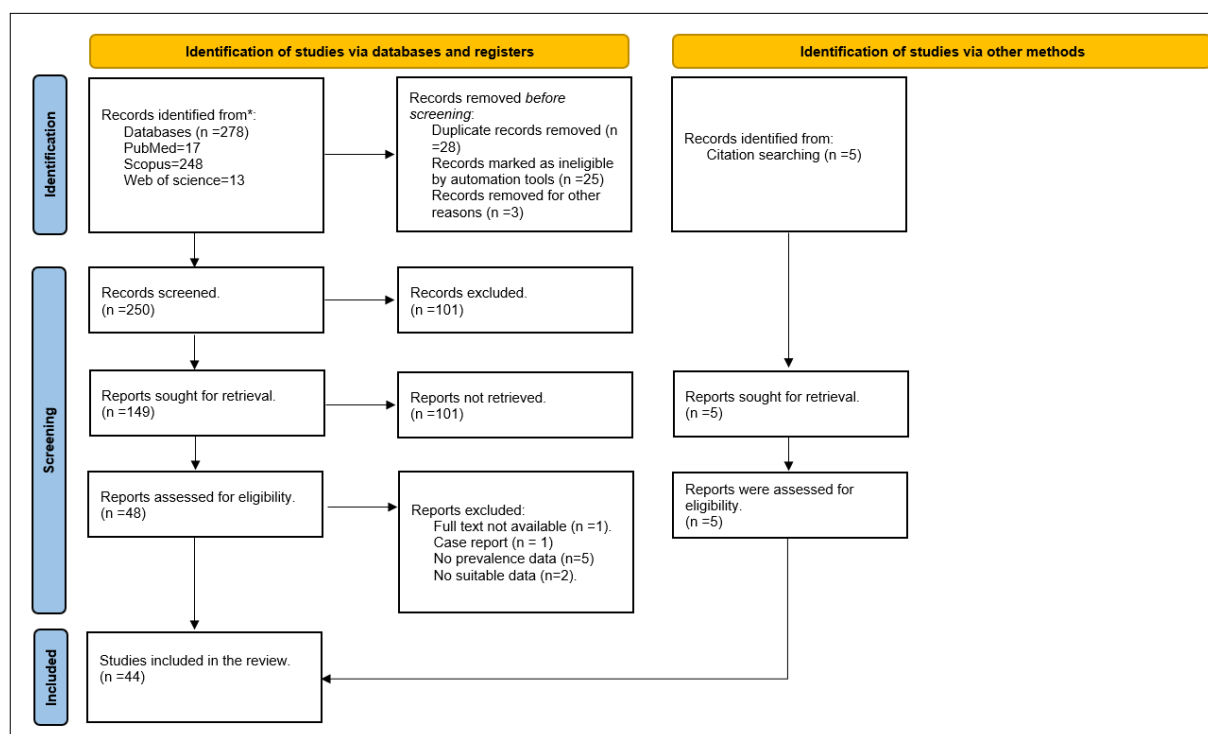 Identification of studies via databases and registers
Identification of studies via other methods
Identification
Records identified from*:
Databases (n =278)
PubMed=17
Scopus=248
Web of science=13
Records removed before
screening:
Duplicate records removed (n
=28)
Records marked as ineligible
by automation tools (n =25)
Records removed for other
reasons (n =3)
Records identified from:
Citation searching (n =5)
Screening
Records screened.
(n =250)
Records excluded.
(n =101)
Reports sought for retrieval.
(n =149)
Reports not retrieved.
(n =101)
Reports sought for retrieval.
(n =5)
Reports assessed for eligibility.
(n =48)
Reports excluded:
Full text not available (n =1).
Case report (n = 1)
No prevalence data (n=5)
No suitable data (n=2).
Reports were assessed for
eligibility.
(n =5)
Included
Studies included in the review.
(n =44)